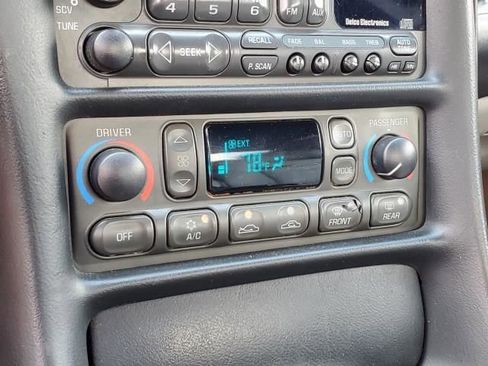 6
SCV
TUNE
4 5
FM
AUX
Delco Electronics
RECALL
FADE BAL BASS TREB
AUTO
SEEK
P.SCAN
DRIVER
EXT
78°F
AUTO
PASSENGER
MODE
OFF
A/C
FRONT
REAR